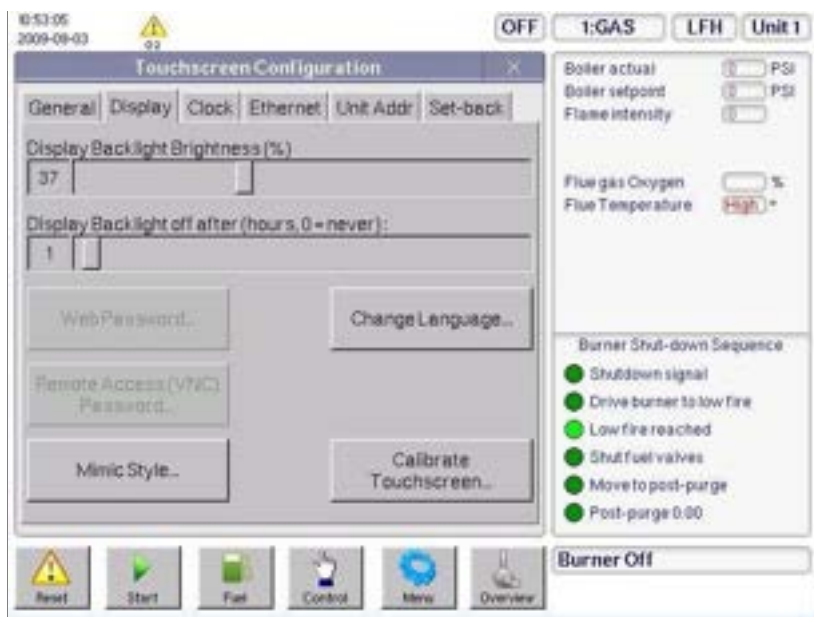 10:53:05
2009-09-03
OFF
1:GAS
LFH
Unit 1
Touchscreen Configuration
General
Display
Clock
Ethernet
Unit Addr
Set-back
Display Backlight Brightness (%)
37
Display Backlight off after (hours, 0 = never):
1
Web Password...
Change Language...
Remote Access (VNC)
Password...
Mimic Style...
Calibrate
Touchscreen...
Boiler actual 0 PSI
Boiler setpoint 0 PSI
Flame intensity 0
Flue gas Oxygen %
Flue Temperature High °
Burner Shut-down Sequence
Shutdown signal
Drive burner to low fire
Low fire reached
Shut fuel valves
Move to post-purge
Post-purge 0.00
Burner Off
Reset
Start
Fuel
Control
Menu
Overview